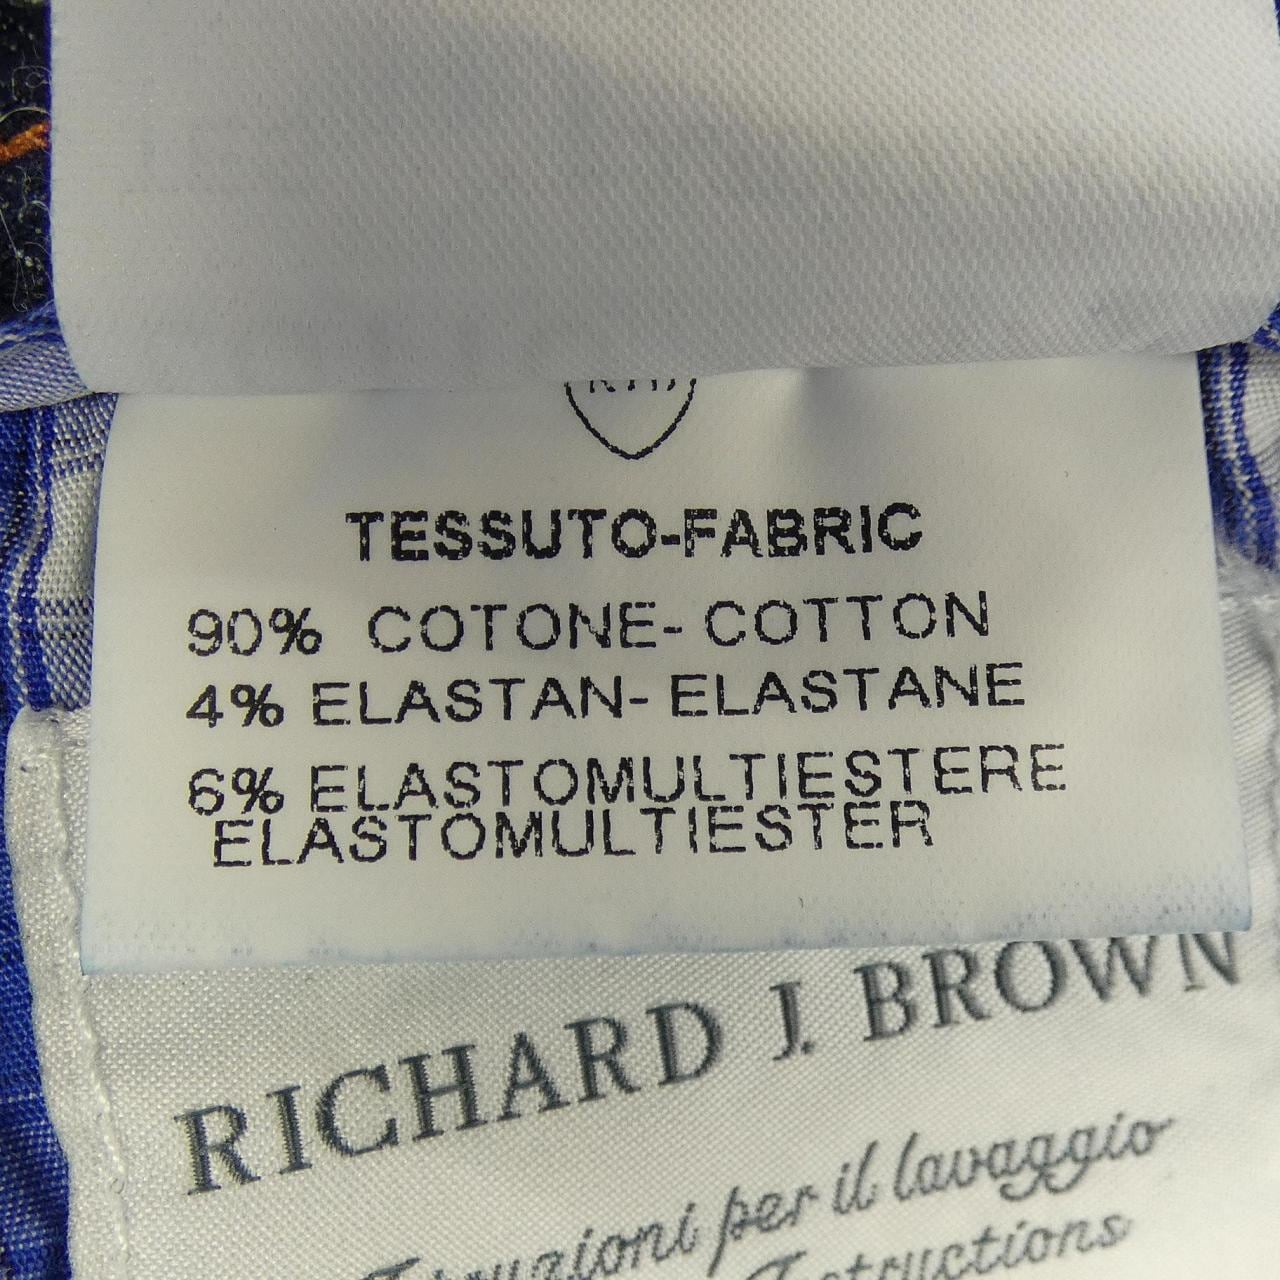 TESSUTO-FABRIC
90% COTONE- COTTON
4% ELASTAN- ELASTANE
6% ELASTOMULTIESTERE
ELASTOMULTIESTER
RICHARD J. BROWN
per il lavaggio